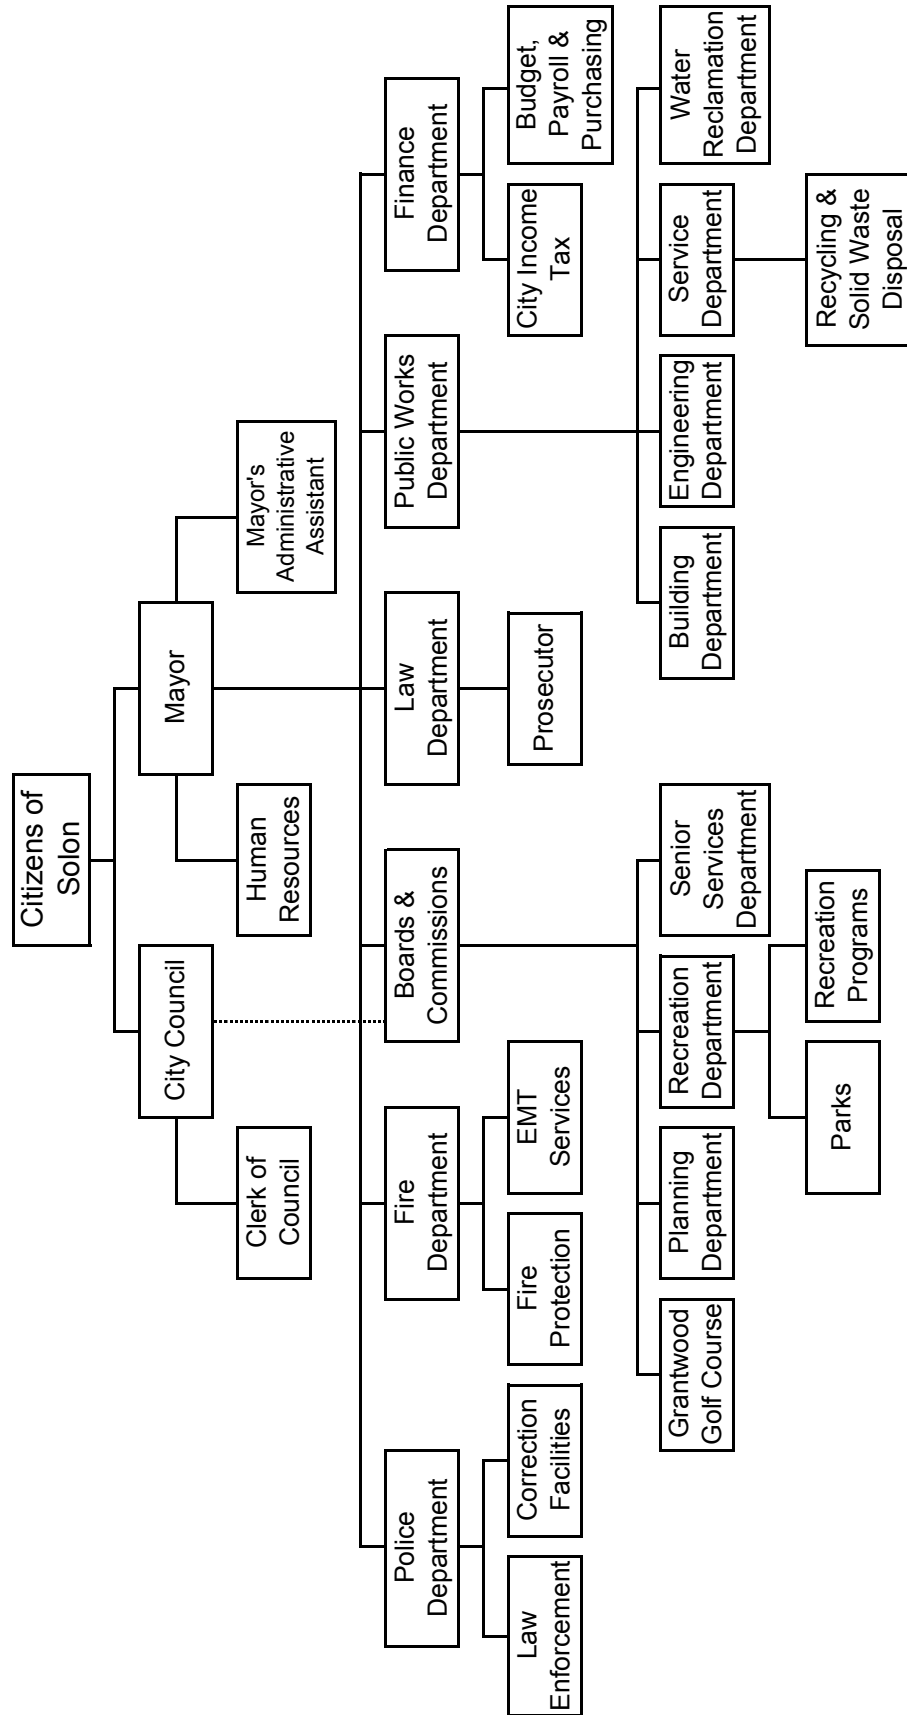 Citizens of
Solon
City Council
Mayor
Clerk of
Council
Human
Resources
Mayor's
Administrative
Assistant
Police
Department
Fire
Department
Boards &
Commissions
Law
Department
Public Works
Department
Finance
Department
Law
Enforcement
Correction
Facilities
Fire
Protection
EMT
Services
Prosecutor
City Income
Tax
Budget,
Payroll &
Purchasing
Grantwood
Golf Course
Planning
Department
Recreation
Department
Senior
Services
Department
Building
Department
Engineering
Department
Service
Department
Water
Reclamation
Department
Parks
Recreation
Programs
Recycling &
Solid Waste
Disposal